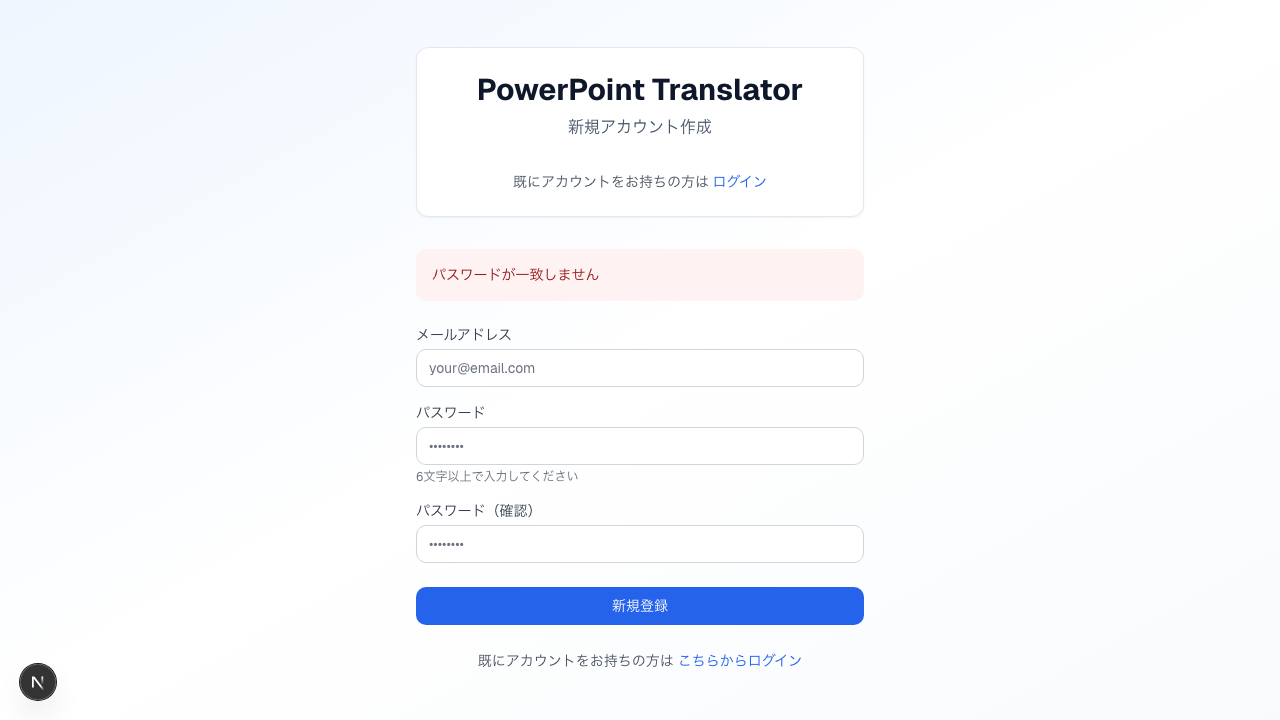 PowerPoint Translator
新規アカウント作成
既にアカウントをお持ちの方は ログイン
パスワードが一致しません
メールアドレス
your@email.com
パスワード
••••••••
6文字以上で入力してください
パスワード（確認）
••••••••
新規登録
既にアカウントをお持ちの方は こちらからログイン
N